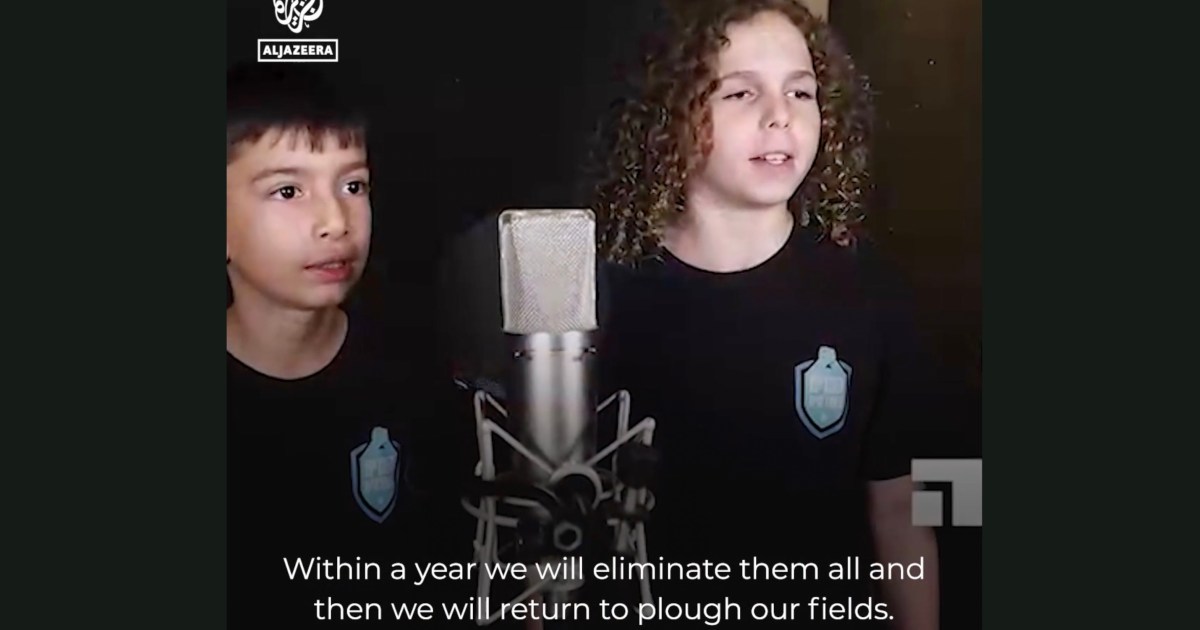 ALJAZEERA
Within a year we will eliminate them all and
then we will return to plough our fields.